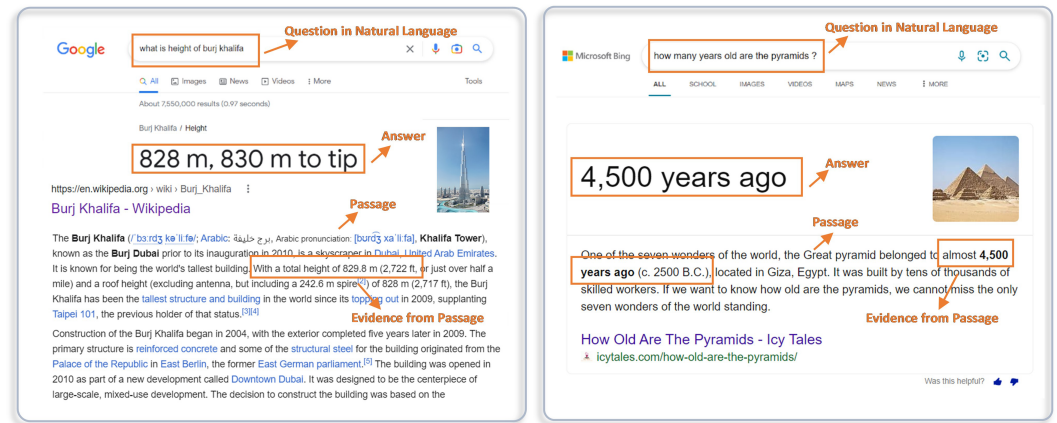 Question in Natural Language
Google
what is height of burj khalifa
All Images News Videos More Tools
About 7,550,000 results (0.97 seconds)
Burj Khalifa / Height
Answer
828 m, 830 m to tip
https://en.wikipedia.org › wiki › Burj_Khalifa
Burj Khalifa - Wikipedia
Passage
The Burj Khalifa (/ˈbɜːrdʒ kəˈliːfə/; Arabic: برج خليفة, Arabic pronunciation: [burd͡ʒ xaˈliːfa], Khalifa Tower),
known as the Burj Dubai prior to its inauguration in 2010, is a skyscraper in Dubai, United Arab Emirates.
It is known for being the world's tallest building. With a total height of 829.8 m (2,722 ft, or just over half a
mile) and a roof height (excluding antenna, but including a 242.6 m spire[2]) of 828 m (2,717 ft), the Burj
Khalifa has been the tallest structure and building in the world since its topping out in 2009, supplanting
Taipei 101, the previous holder of that status.[3][4]
Evidence from Passage
Construction of the Burj Khalifa began in 2004, with the exterior completed five years later in 2009. The
primary structure is reinforced concrete and some of the structural steel for the building originated from the
Palace of the Republic in East Berlin, the former East German parliament.[5] The building was opened in
2010 as part of a new development called Downtown Dubai. It was designed to be the centerpiece of
large-scale, mixed-use development. The decision to construct the building was based on the
Question in Natural Language
Microsoft Bing
how many years old are the pyramids ?
ALL SCHOOL IMAGES VIDEOS MAPS NEWS MORE
Answer
4,500 years ago
Passage
One of the seven wonders of the world, the Great pyramid belonged to almost 4,500
years ago (c. 2500 B.C.), located in Giza, Egypt. It was built by tens of thousands of
skilled workers. If we want to know how old are the pyramids, we cannot miss the only
seven wonders of the world standing.
Evidence from Passage
How Old Are The Pyramids - Icy Tales
icytales.com/how-old-are-the-pyramids/
Was this helpful?